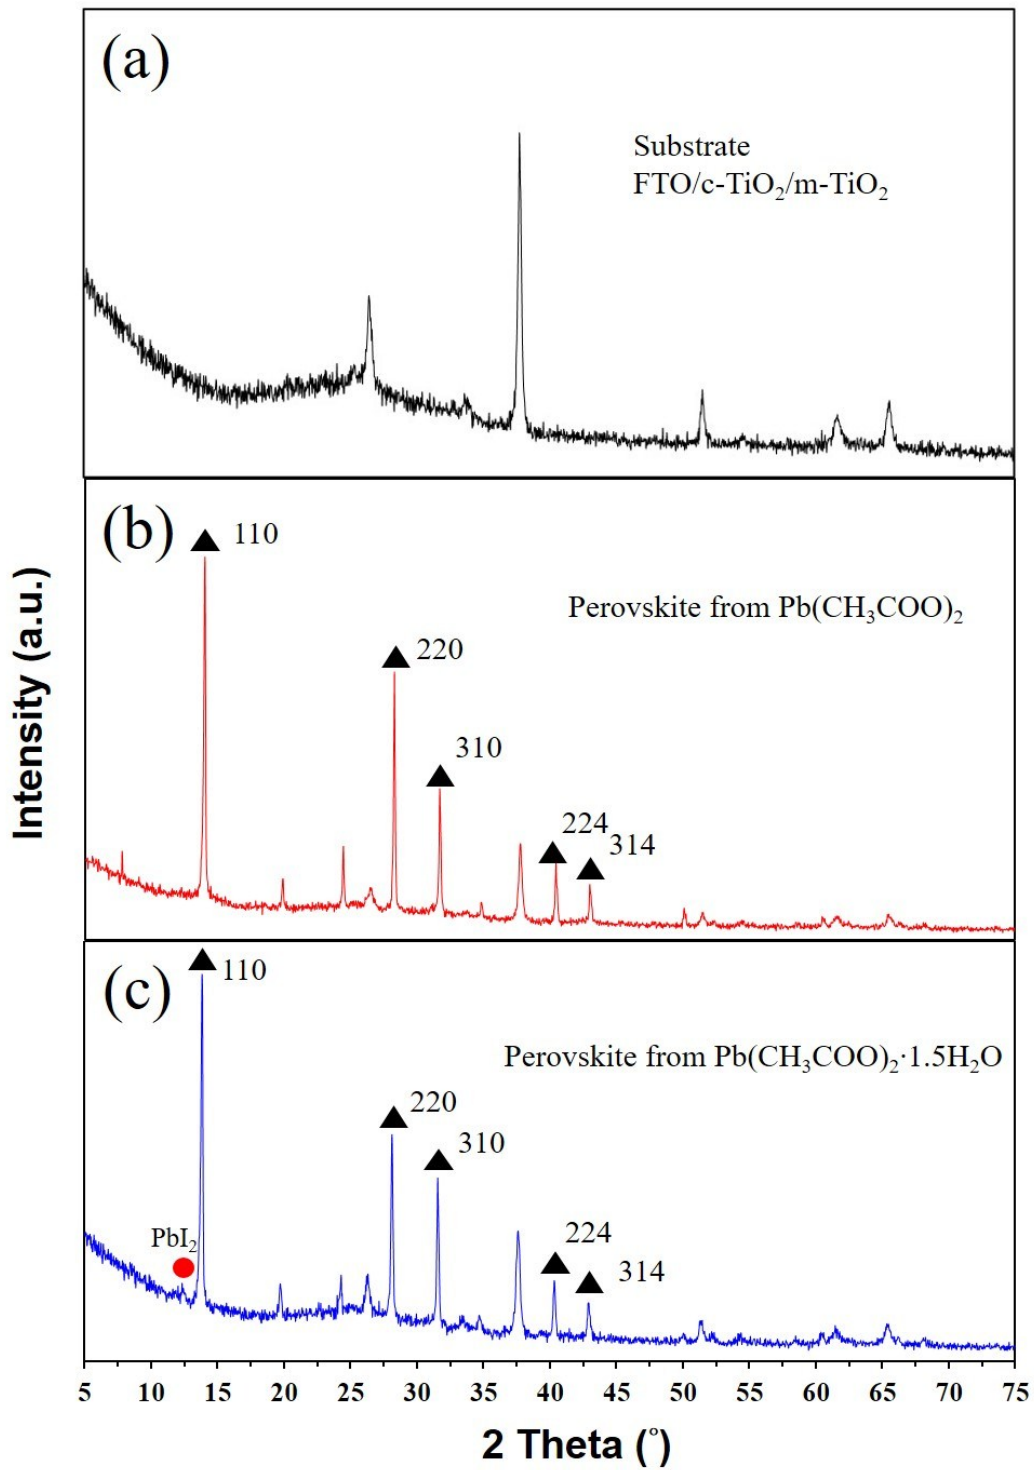 (a)
Substrate
FTO/c-TiO₂/m-TiO₂
(b)
110
Perovskite from Pb(CH₃COO)₂
220
310
224
314
Intensity (a.u.)
(c)
110
Perovskite from Pb(CH₃COO)₂·1.5H₂O
220
310
PbI₂
224
314
5 10 15 20 25 30 35 40 45 50 55 60 65 70 75
2 Theta (°)